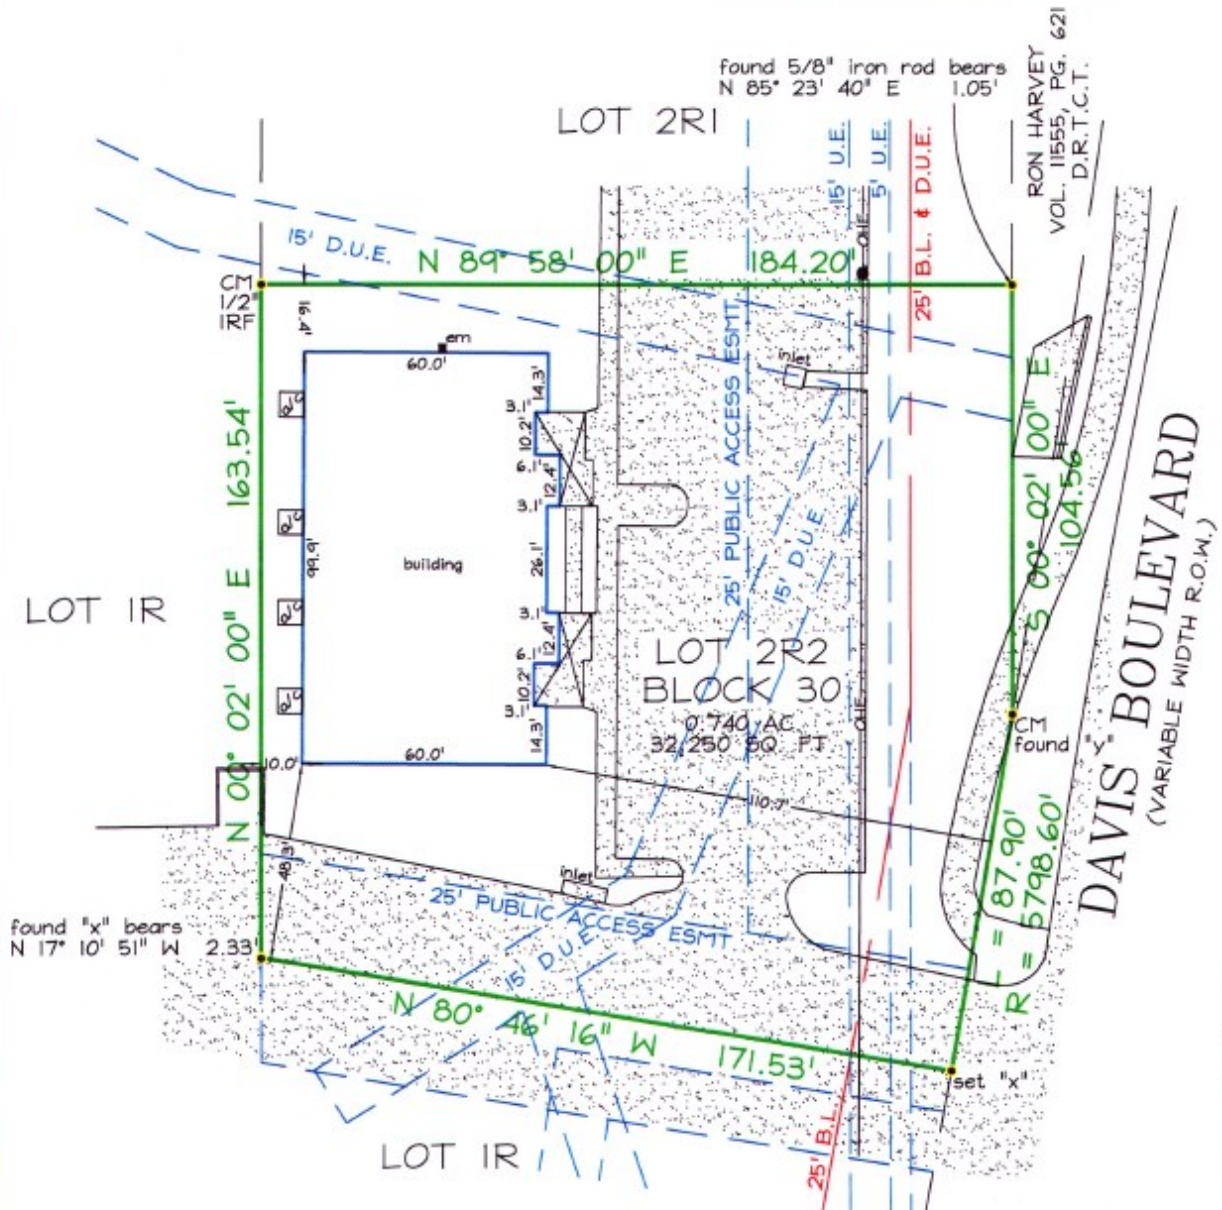 found 5/8" iron rod bears
N 85° 23' 40" E 1.05'
LOT 2R1
RON HARVEY
VOL. 11555, PG. 621
D.R.T.C.T.
15' U.E.
5' U.E.
25' B.L. & D.U.E.
OHE
15' D.U.E.
N 89° 58' 00" E 184.20'
CM
1/2"
IRF
16.4'
em
60.0'
14.3'
3.1'
10.2'
6.1'
12.4'
3.1'
26.1'
3.1'
12.4'
6.1'
10.2'
3.1'
14.3'
99.9'
building
60.0'
10.0'
inlet
25' PUBLIC ACCESS ESMT
15' D.U.E.
N 00° 02' 00" E 163.54'
LOT 1R
LOT 2R2
BLOCK 30
0.740 AC
32,250 SQ FT
OHE
S 00° 02' 00" E
104.56'
DAVIS BOULEVARD
(VARIABLE WIDTH R.O.W.)
CM
found "y"
110.7'
48.3'
inlet
L = 87.90'
R = 5798.60'
25' PUBLIC ACCESS ESMT
15' D.U.E.
found "x" bears
N 17° 10' 51" W 2.33'
N 80° 46' 16" W 171.53'
set "x"
25' B.L.
LOT 1R